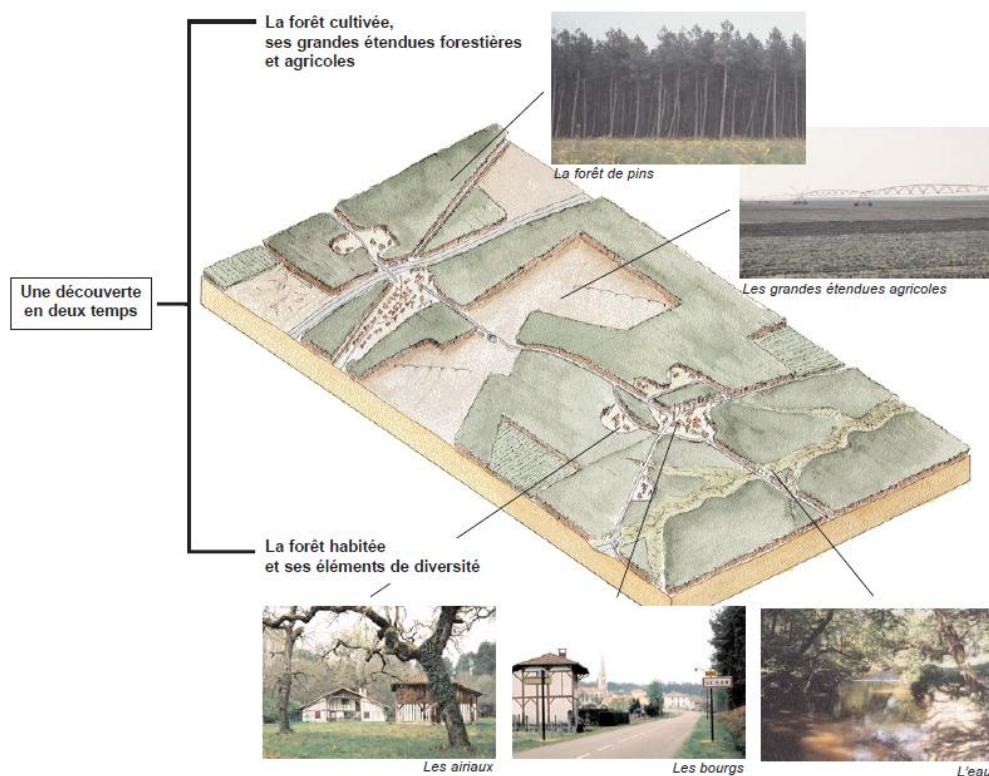 La forêt cultivée,
ses grandes étendues forestières
et agricoles
La forêt de pins
Les grandes étendues agricoles
Une découverte
en deux temps
La forêt habitée
et ses éléments de diversité
Les airiaux
Les bourgs
L'eau